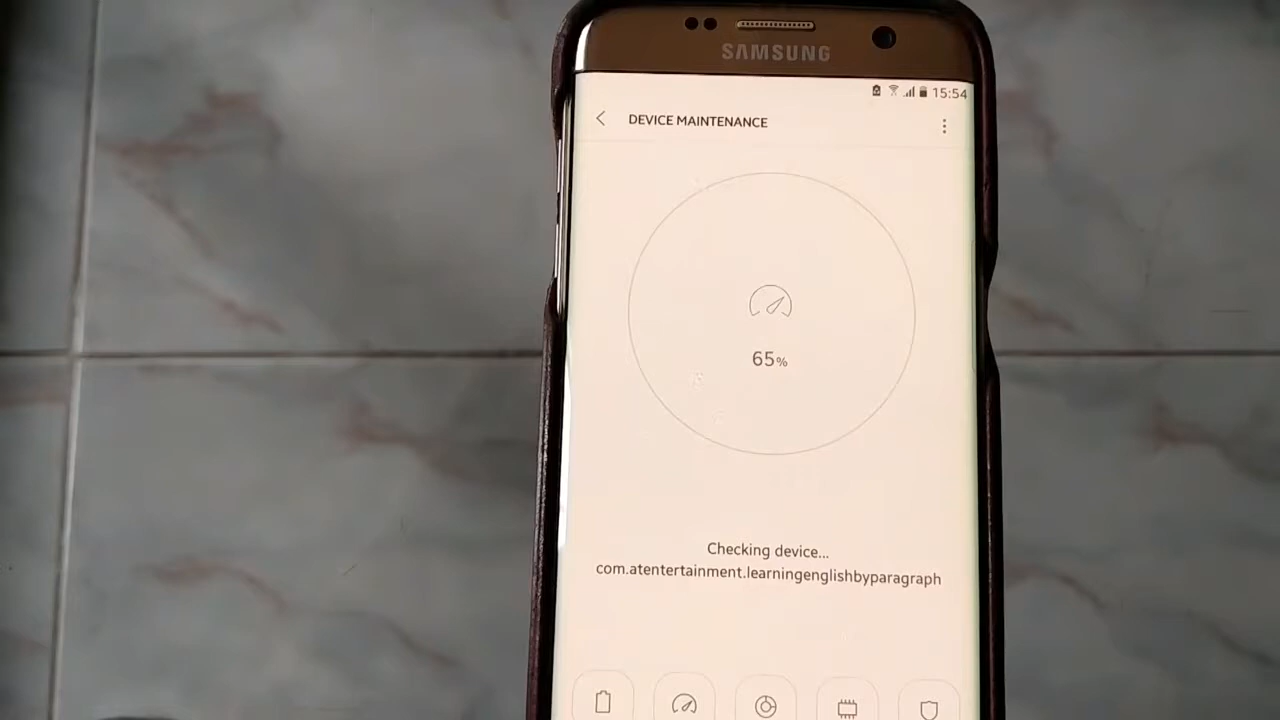 SAMSUNG
15:54
DEVICE MAINTENANCE
65%
Checking device...
com.atentertainment.learningenglishbyparagraph